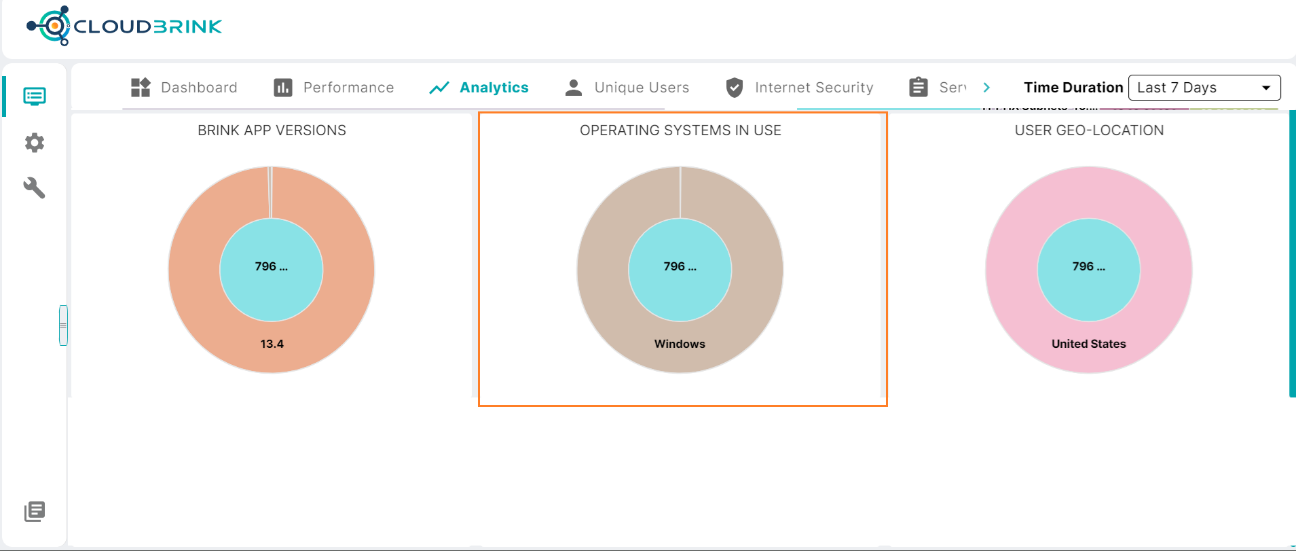 CLOUDBRINK
Dashboard
Performance
Analytics
Unique Users
Internet Security
Ser
Time Duration
Last 7 Days
BRINK APP VERSIONS
OPERATING SYSTEMS IN USE
USER GEO-LOCATION
796 ...
796 ...
796 ...
13.4
Windows
United States